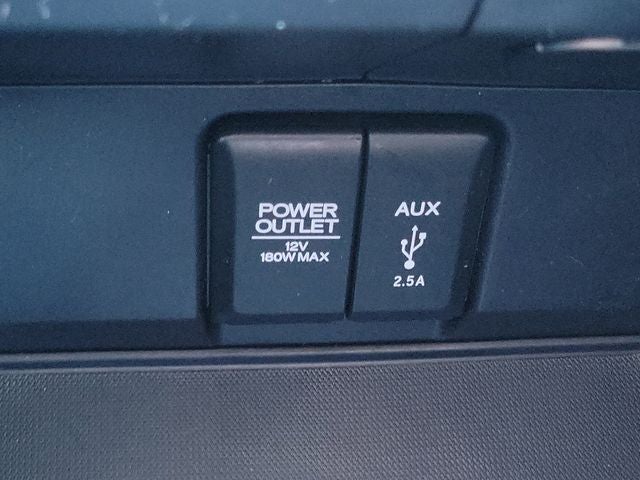 POWER
OUTLET
12V
180W MAX
AUX
2.5A